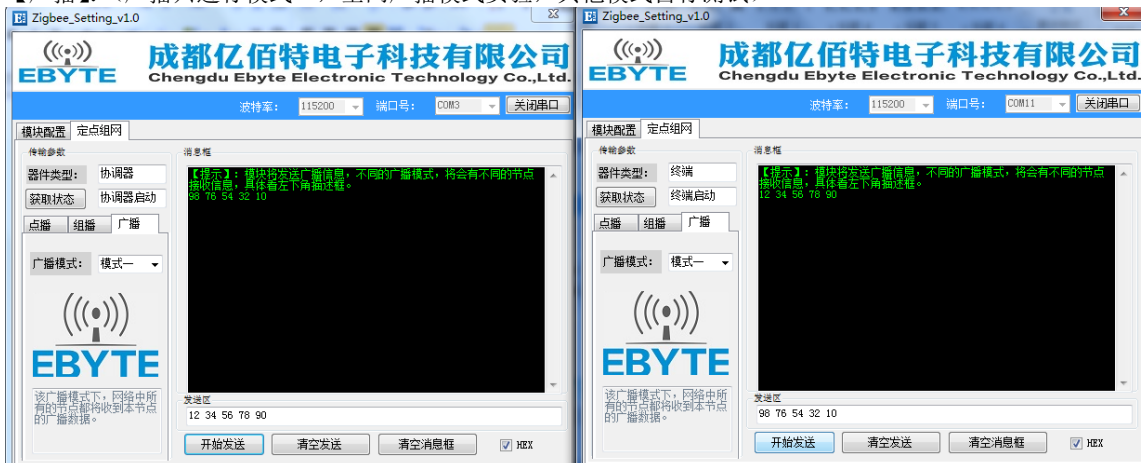 Zigbee_Setting_v1.0
EBYTE
成都亿佰特电子科技有限公司
Chengdu Ebyte Electronic Technology Co.,Ltd.
波特率： 115200 端口号： COM3 关闭串口
模块配置 定点组网
传输参数
器件类型： 协调器
获取状态 协调器启动
点播 组播 广播
广播模式： 模式一
EBYTE
该广播模式下，网络中所
有的节点都将收到本节点
的广播数据。
消息框
【提示】：模块将发送广播信息，不同的广播模式，将会有不同的节点
接收信息，具体看左下角描述框。
98 76 54 32 10
发送区
12 34 56 78 90
开始发送 清空发送 清空消息框 HEX
Zigbee_Setting_v1.0
EBYTE
成都亿佰特电子科技有限公司
Chengdu Ebyte Electronic Technology Co.,Ltd.
波特率： 115200 端口号： COM11 关闭串口
模块配置 定点组网
传输参数
器件类型： 终端
获取状态 终端启动
点播 组播 广播
广播模式： 模式一
EBYTE
该广播模式下，网络中所
有的节点都将收到本节点
的广播数据。
消息框
【提示】：模块将发送广播信息，不同的广播模式，将会有不同的节点
接收信息，具体看左下角描述框。
12 34 56 78 90
发送区
98 76 54 32 10
开始发送 清空发送 清空消息框 HEX